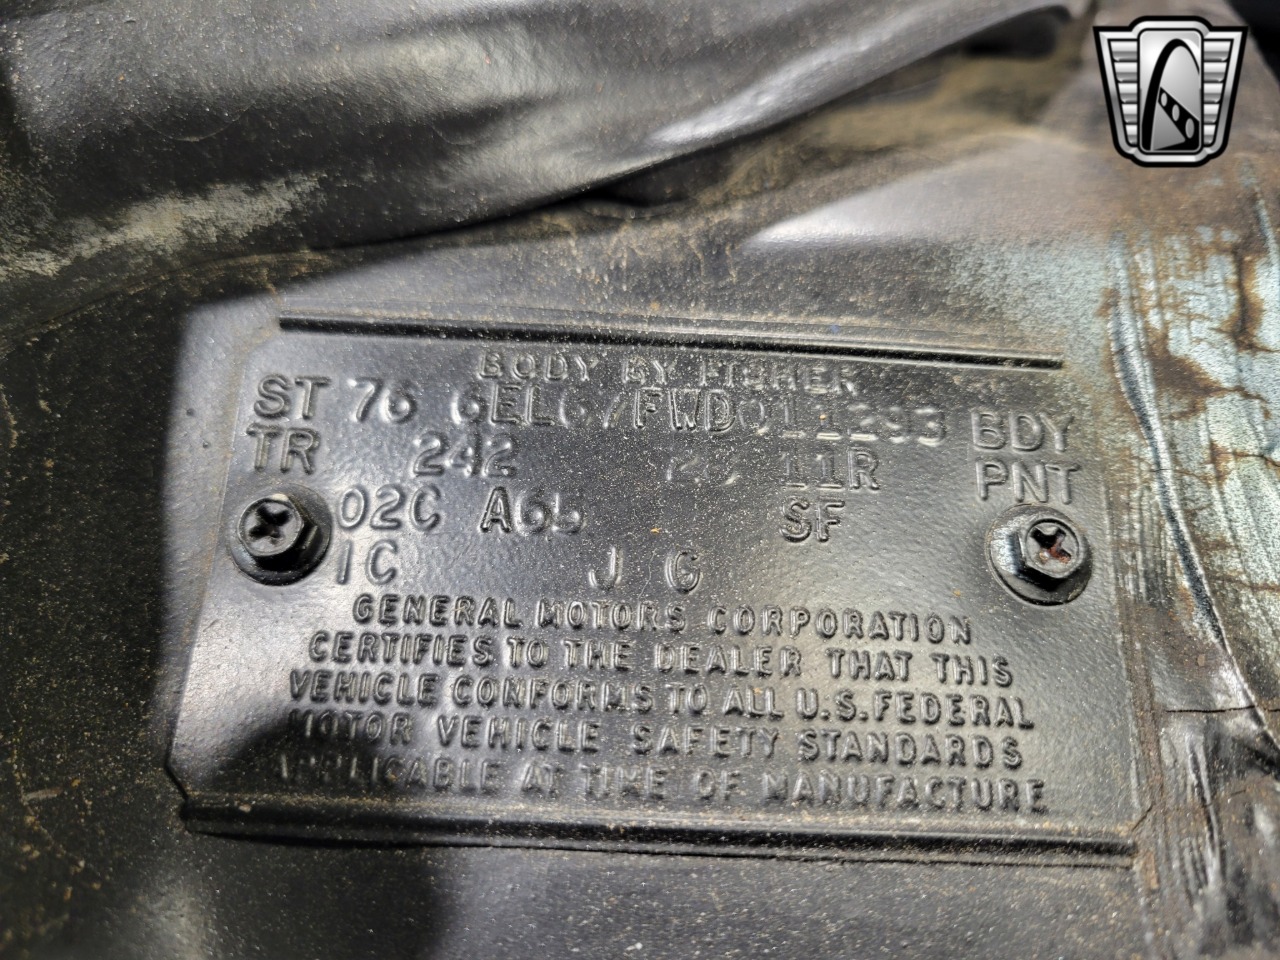 BODY BY FISHER
ST 76 6EL67/FWD011293 BDY
TR 242 11R PNT
02C A65 SF
1C J G
GENERAL MOTORS CORPORATION
CERTIFIES TO THE DEALER THAT THIS
VEHICLE CONFORMS TO ALL U.S. FEDERAL
MOTOR VEHICLE SAFETY STANDARDS
APPLICABLE AT TIME OF MANUFACTURE